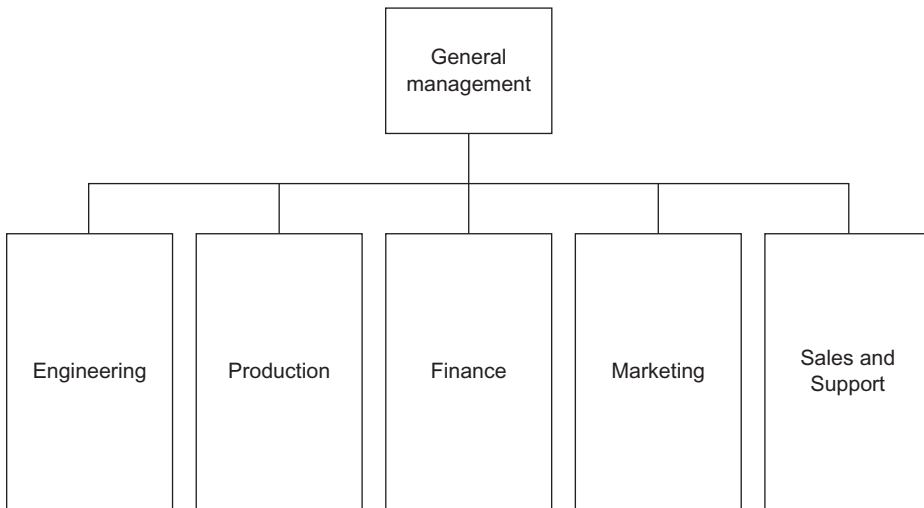 General
management
Engineering
Production
Finance
Marketing
Sales and
Support